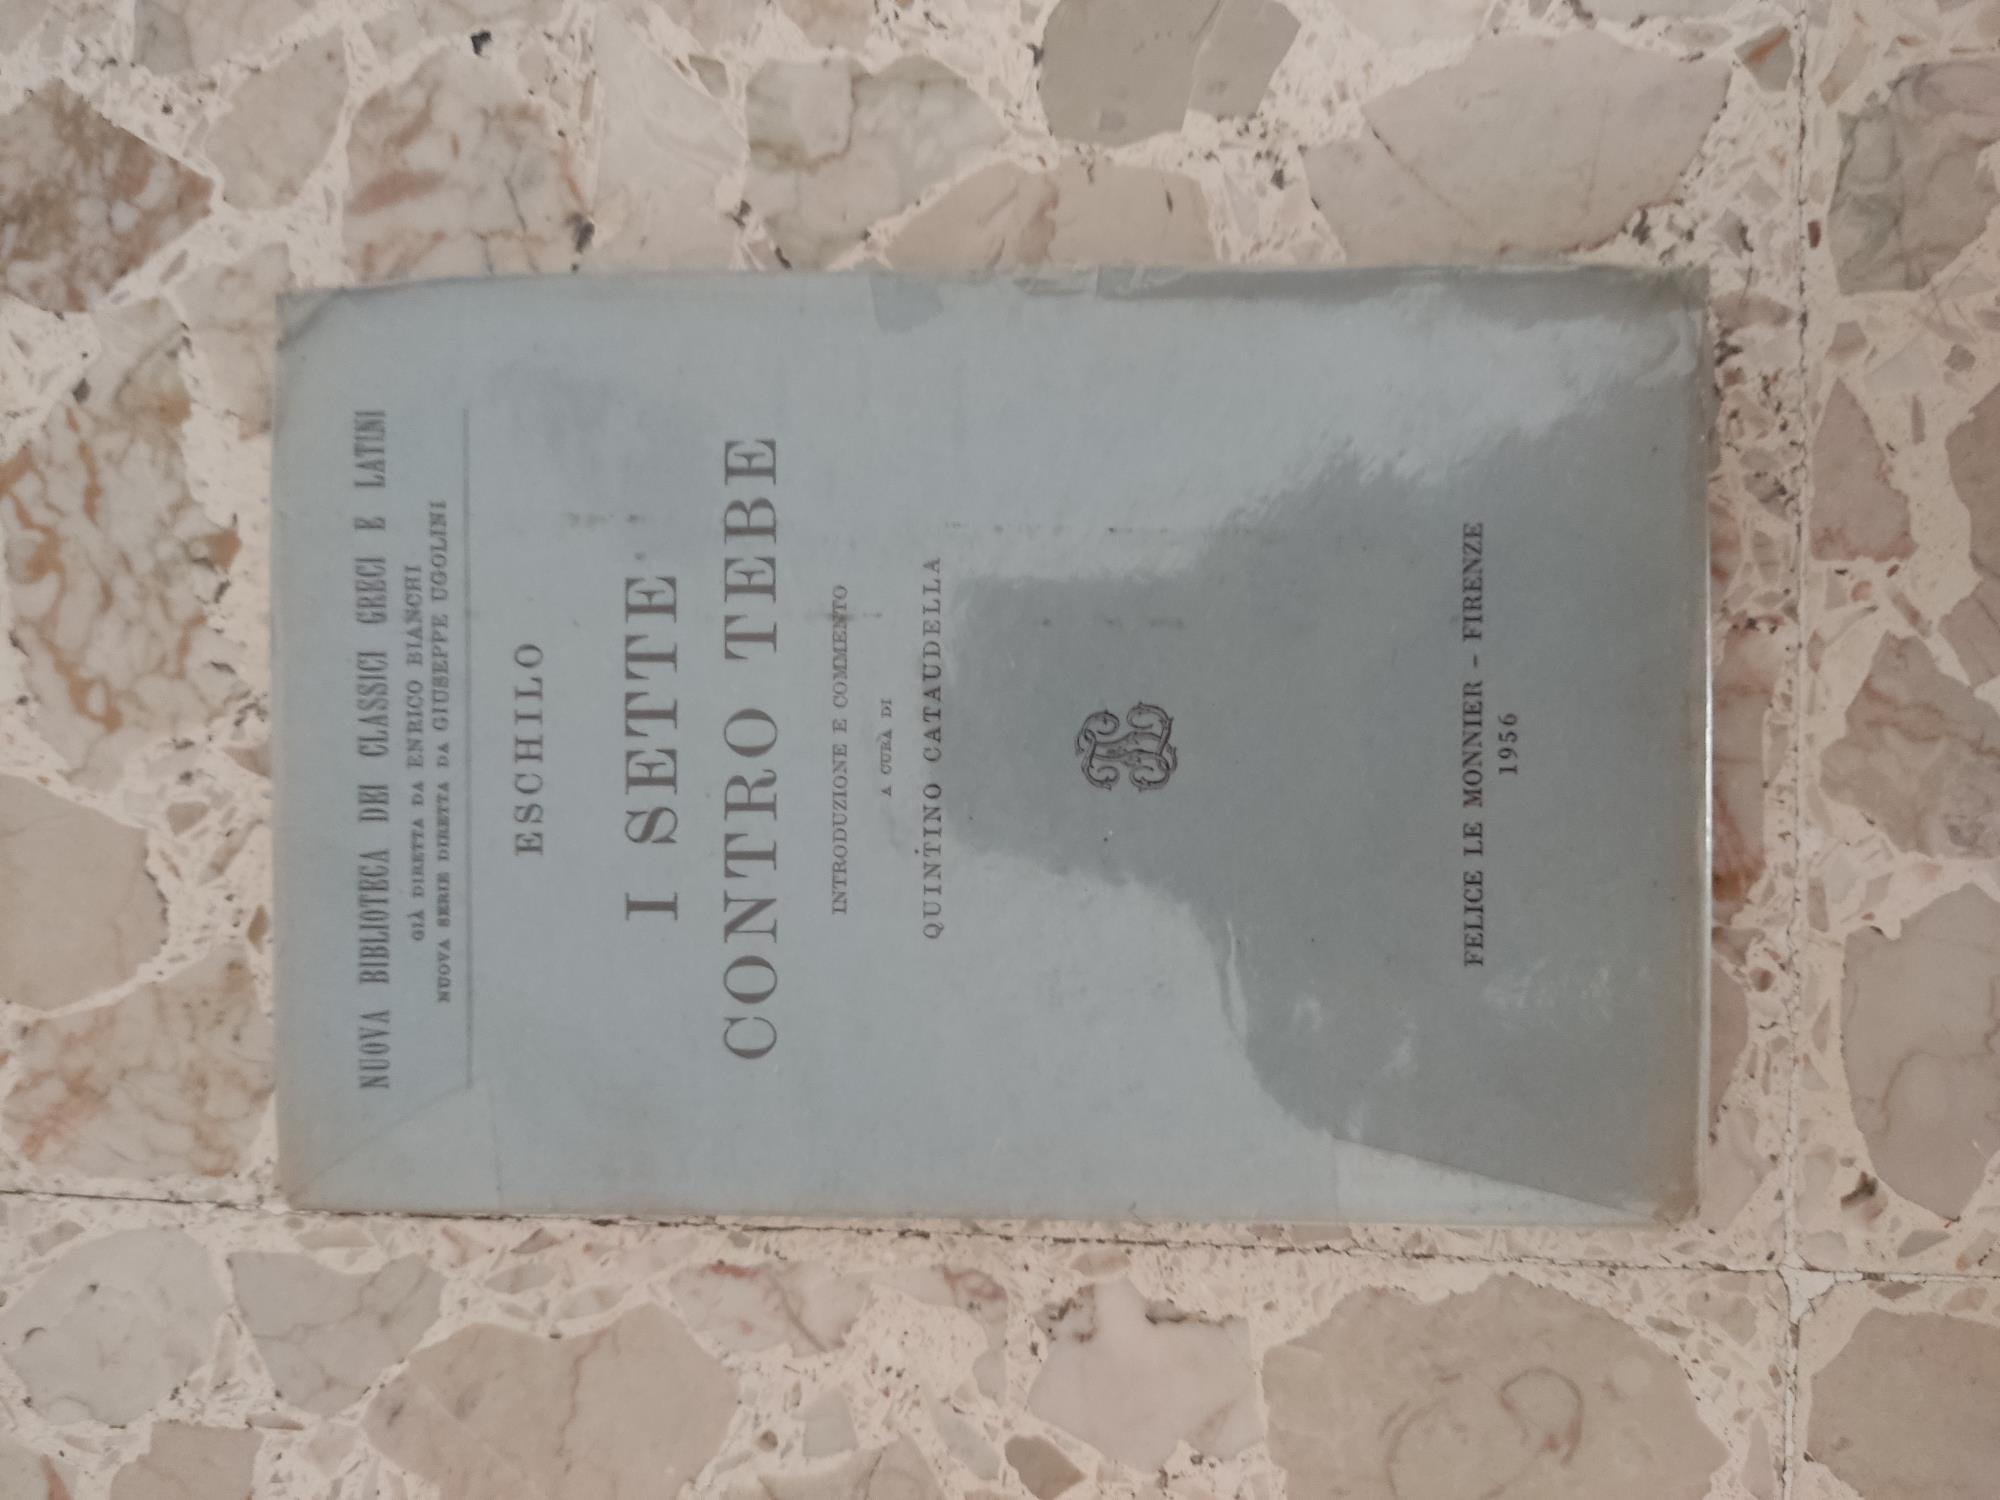 NUOVA BIBLIOTECA DEI CLASSICI GRECI E LATINI
GIÀ DIRETTA DA ENRICO BIANCHI
NUOVA SERIE DIRETTA DA GIUSEPPE UGOLINI
ESCHILO
I SETTE
CONTRO TEBE
INTRODUZIONE E COMMENTO
A CURA DI
QUINTINO CATAUDELLA
FELICE LE MONNIER - FIRENZE
1956